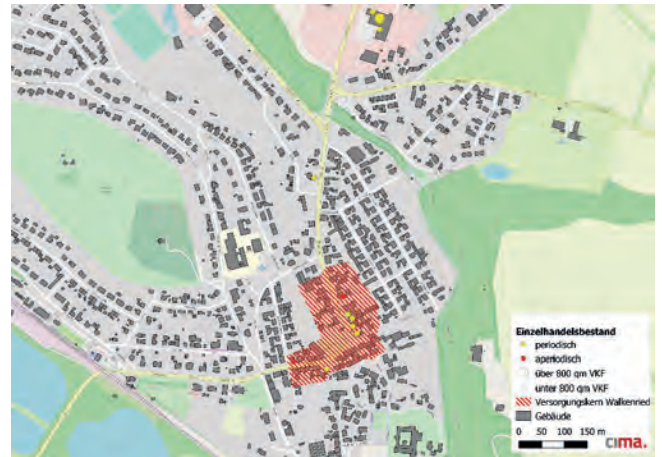 Einzelhandelsbestand
periodisch
aperiodisch
über 800 qm VKF
unter 800 qm VKF
Versorgungskern Walkenried
Gebäude
0 50 100 150 m
cima.